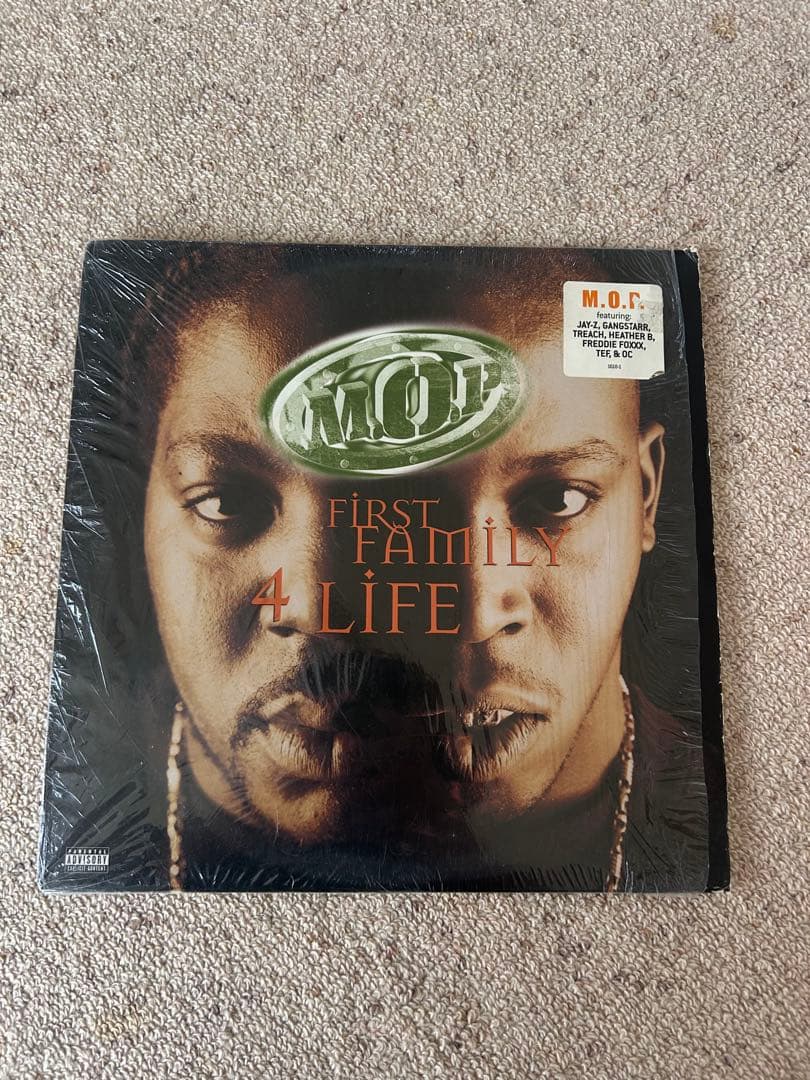 M.O.P.
featuring:
JAY-Z, GANGSTARR,
TREACH, HEATHER B,
FREDDIE FOXXX,
TEF, & OC
M.O.P
FIRST
FAMILY
4 LIFE
PARENTAL
ADVISORY
EXPLICIT CONTENT